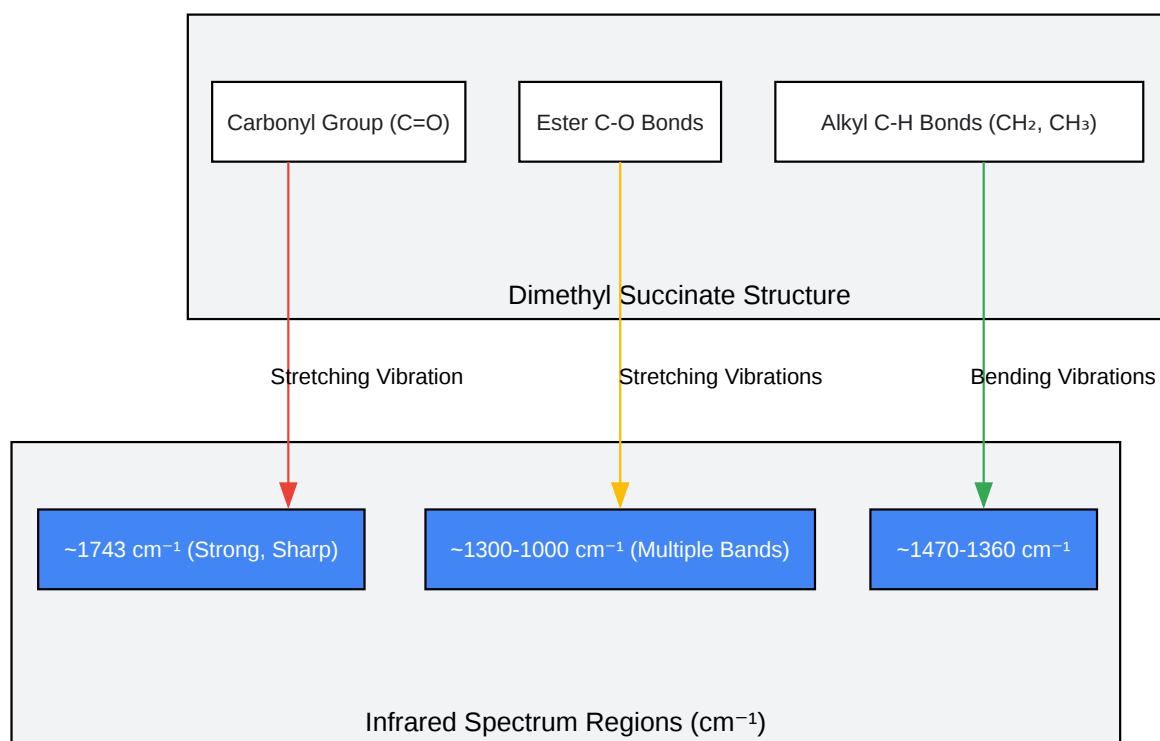 Carbonyl Group (C=O)
Ester C-O Bonds
Alkyl C-H Bonds (CH₂, CH₃)
Dimethyl Succinate Structure
Stretching Vibration
Stretching Vibrations
Bending Vibrations
~1743 cm⁻¹ (Strong, Sharp)
~1300-1000 cm⁻¹ (Multiple Bands)
~1470-1360 cm⁻¹
Infrared Spectrum Regions (cm⁻¹)